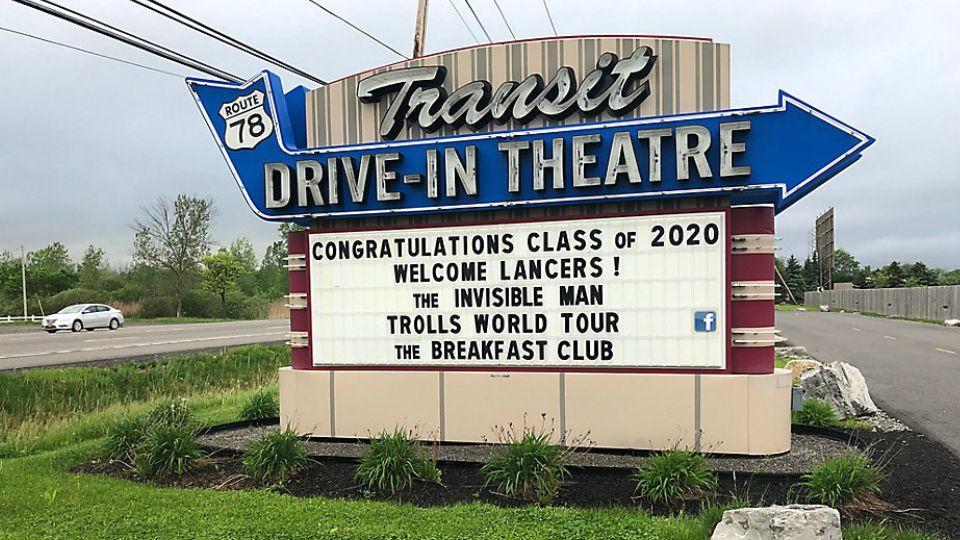 Transit
ROUTE
78
DRIVE-IN THEATRE
CONGRATULATIONS CLASS OF 2020
WELCOME LANCERS!
THE INVISIBLE MAN
TROLLS WORLD TOUR
THE BREAKFAST CLUB
f